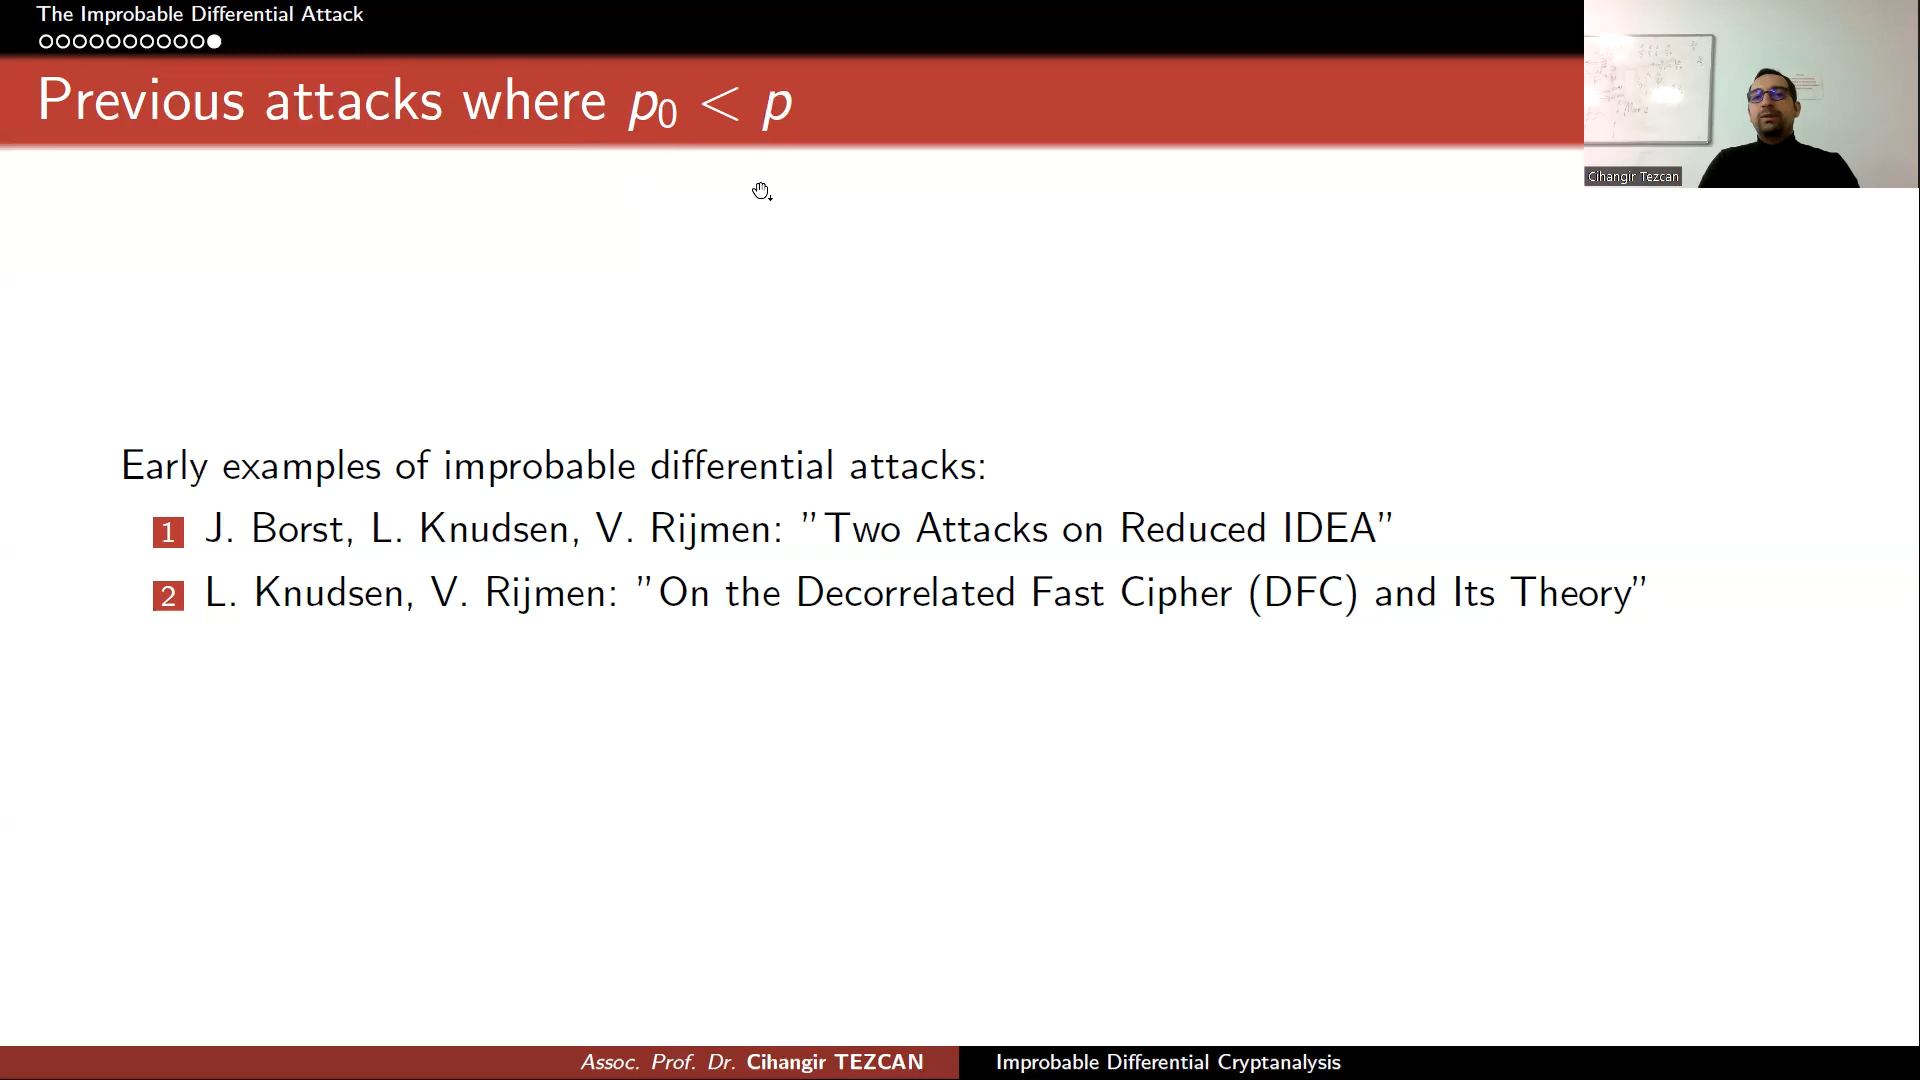 The Improbable Differential Attack
Previous attacks where p₀ < p
Cihangir Tezcan
Early examples of improbable differential attacks:
1 J. Borst, L. Knudsen, V. Rijmen: ”Two Attacks on Reduced IDEA”
2 L. Knudsen, V. Rijmen: ”On the Decorrelated Fast Cipher (DFC) and Its Theory”
Assoc. Prof. Dr. Cihangir TEZCAN
Improbable Differential Cryptanalysis